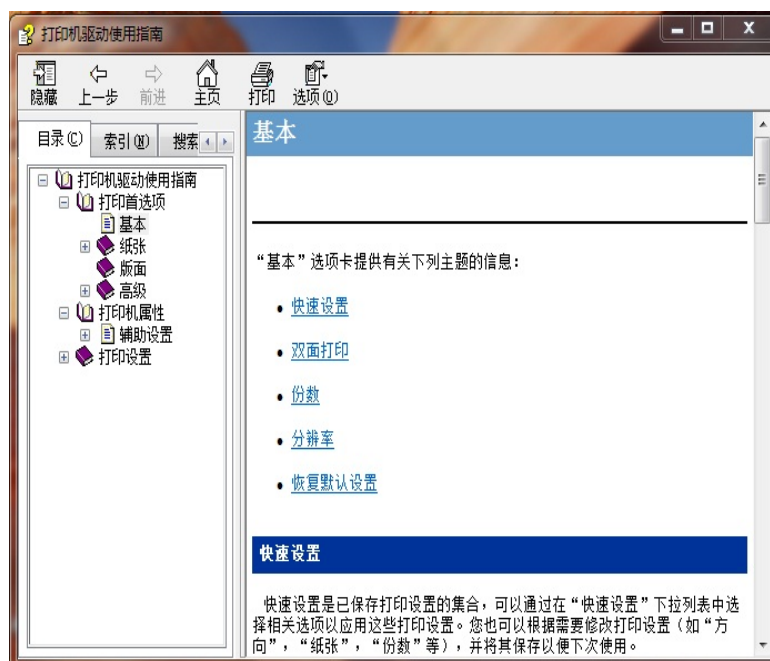 打印机驱动使用指南
隐藏 上一步 前进 主页 打印 选项(O)
目录(C) 索引(N) 搜索
打印机驱动使用指南
打印首选项
基本
纸张
版面
高级
打印机属性
辅助设置
打印设置
基本
“基本”选项卡提供有关下列主题的信息:
快速设置
双面打印
份数
分辨率
恢复默认设置
快速设置
快速设置是已保存打印设置的集合,可以通过在“快速设置”下拉列表中选
择相关选项以应用这些打印设置。您也可以根据需要修改打印设置(如“方
向”,“纸张”,“份数”等),并将其保存以便下次使用。